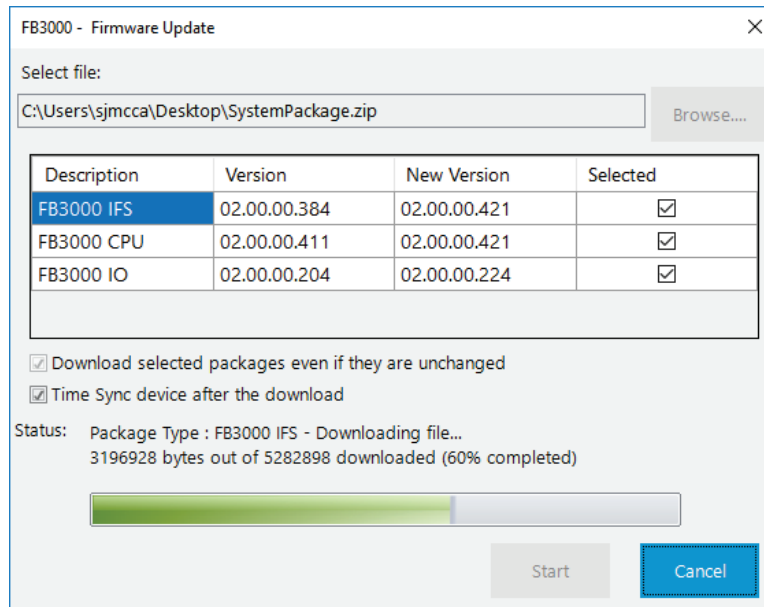 FB3000 - Firmware Update
Select file:
C:\Users\sjmcca\Desktop\SystemPackage.zip
Browse....
Description Version New Version Selected
FB3000 IFS 02.00.00.384 02.00.00.421
FB3000 CPU 02.00.00.411 02.00.00.421
FB3000 IO 02.00.00.204 02.00.00.224
Download selected packages even if they are unchanged
Time Sync device after the download
Status: Package Type : FB3000 IFS - Downloading file...
3196928 bytes out of 5282898 downloaded (60% completed)
Start Cancel